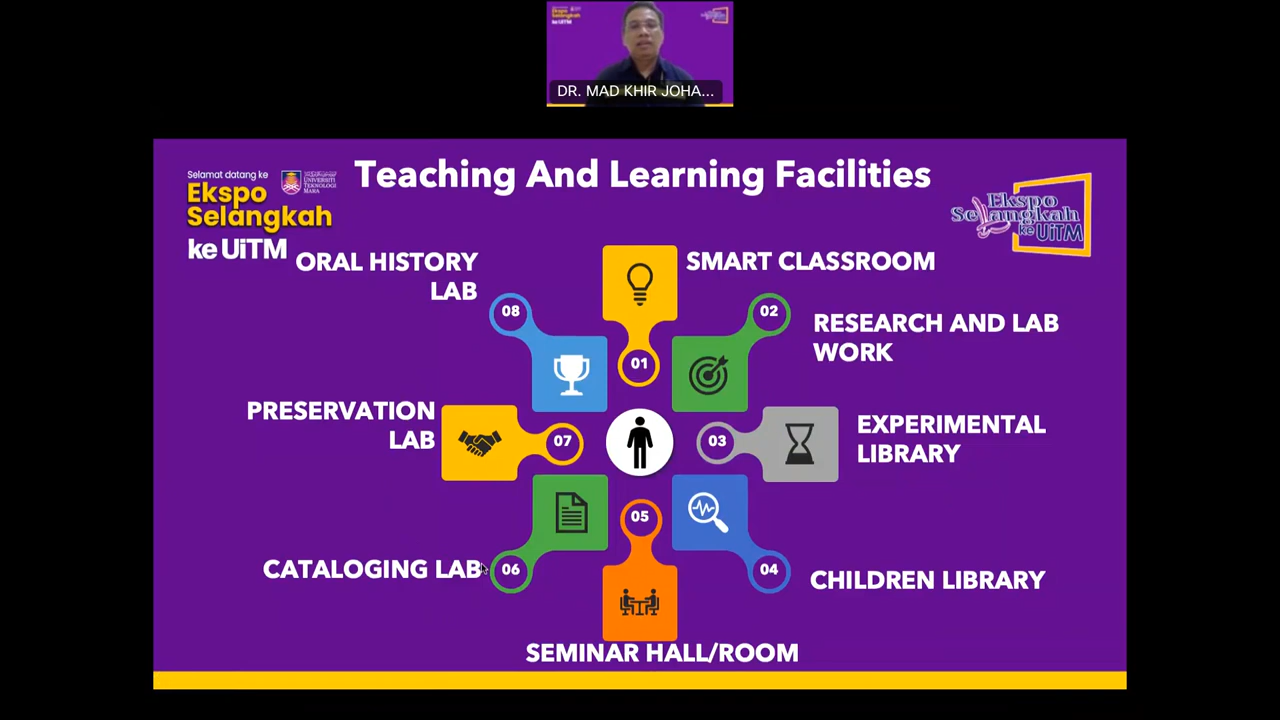 DR. MAD KHIR JOHA...
Selamat datang ke
Ekspo
Selangkah
ke UiTM
UNIVERSITI
TEKNOLOGI
MARA
Teaching And Learning Facilities
Ekspo
Selangkah
ke UiTM
ORAL HISTORY
LAB
08
01
SMART CLASSROOM
02
RESEARCH AND LAB
WORK
PRESERVATION
LAB
07
03
EXPERIMENTAL
LIBRARY
CATALOGING LAB
06
05
04
CHILDREN LIBRARY
SEMINAR HALL/ROOM